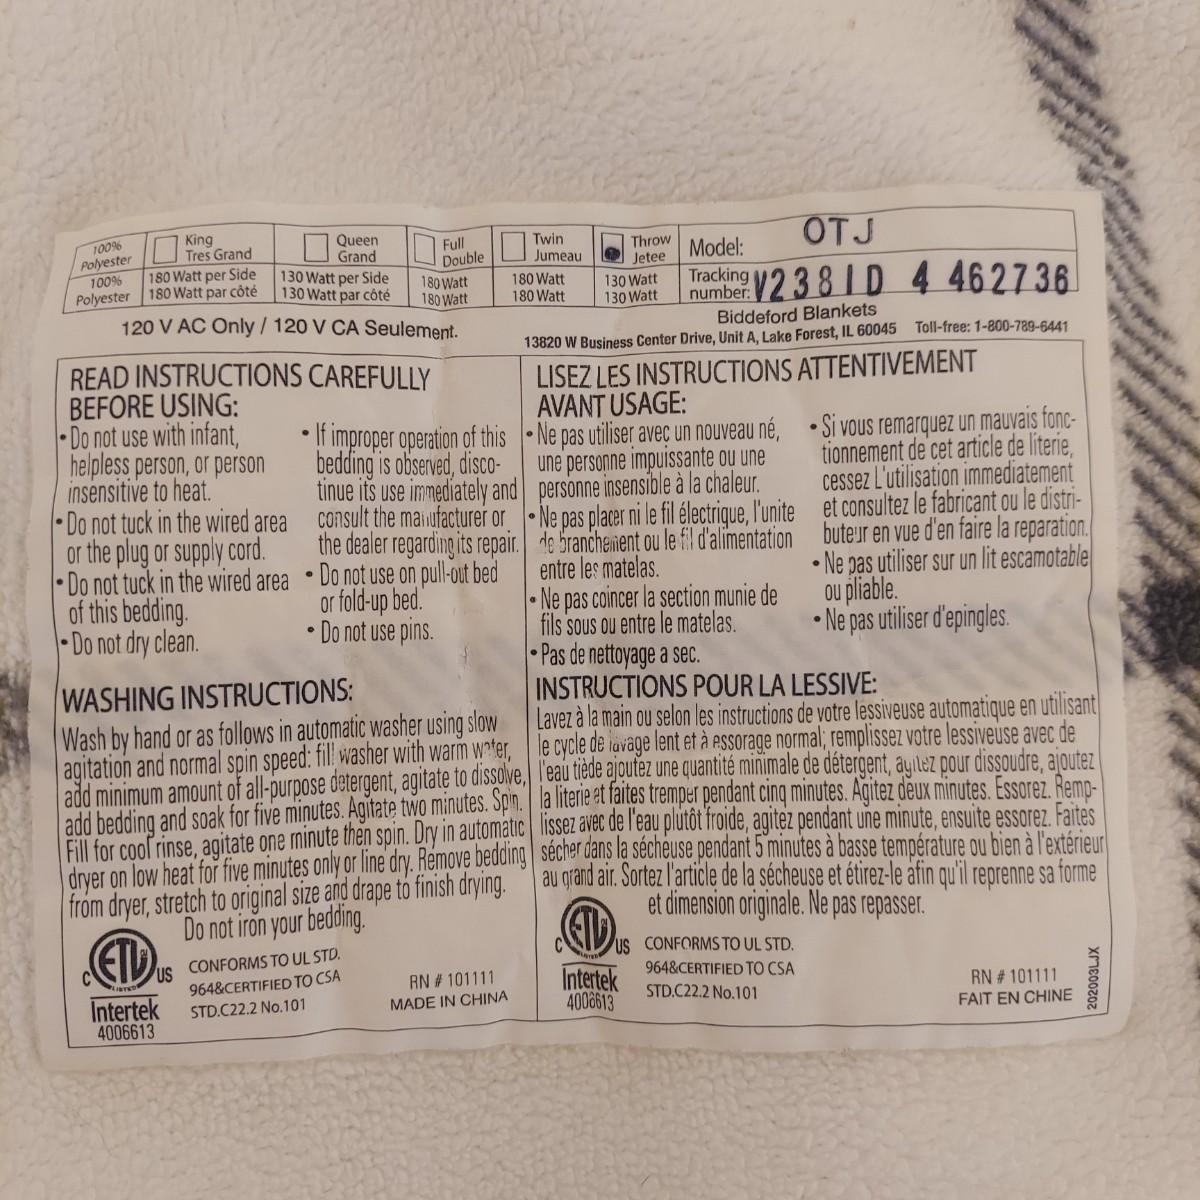 100% Polyester
King Tres Grand
Queen Grand
Full Double
Twin Jumeau
Throw Jetee
Model: OTJ
100% Polyester
180 Watt per Side
180 Watt par côté
130 Watt per Side
130 Watt par côté
180 Watt
180 Watt
180 Watt
180 Watt
130 Watt
130 Watt
Tracking number: V2381D 4 462736
120 V AC Only / 120 V CA Seulement.
Biddeford Blankets
13820 W Business Center Drive, Unit A, Lake Forest, IL 60045 Toll-free: 1-800-789-6441
READ INSTRUCTIONS CAREFULLY
BEFORE USING:
• Do not use with infant,
helpless person, or person
insensitive to heat.
• Do not tuck in the wired area
or the plug or supply cord.
• Do not tuck in the wired area
of this bedding.
• Do not dry clean.
• If improper operation of this
bedding is observed, disco-
tinue its use immediately and
consult the manufacturer or
the dealer regarding its repair.
• Do not use on pull-out bed
or fold-up bed.
• Do not use pins.
WASHING INSTRUCTIONS:
Wash by hand or as follows in automatic washer using slow
agitation and normal spin speed: fill washer with warm water,
add minimum amount of all-purpose detergent, agitate to dissolve,
add bedding and soak for five minutes. Agitate two minutes. Spin.
Fill for cool rinse, agitate one minute then spin. Dry in automatic
dryer on low heat for five minutes only or line dry. Remove bedding
from dryer, stretch to original size and drape to finish drying.
Do not iron your bedding.
C ETL LISTED US
Intertek
4006613
CONFORMS TO UL STD.
964&CERTIFIED TO CSA
STD.C22.2 No.101
RN # 101111
MADE IN CHINA
LISEZ LES INSTRUCTIONS ATTENTIVEMENT
AVANT USAGE:
• Ne pas utiliser avec un nouveau né,
une personne impuissante ou une
personne insensible à la chaleur.
• Ne pas placer ni le fil électrique, l'unite
de branchement ou le fil d'alimentation
entre les matelas.
• Ne pas coincer la section munie de
fils sous ou entre le matelas.
• Pas de nettoyage a sec.
• Si vous remarquez un mauvais fonc-
tionnement de cet article de literie,
cessez L'utilisation immediatement
et consultez le fabricant ou le distri-
buteur en vue d'en faire la reparation.
• Ne pas utiliser sur un lit escamotable
ou pliable.
• Ne pas utiliser d'epingles.
INSTRUCTIONS POUR LA LESSIVE:
Lavez à la main ou selon les instructions de votre lessiveuse automatique en utilisant
le cycle de lavage lent et à essorage normal; remplissez votre lessiveuse avec de
l'eau tiède ajoutez une quantité minimale de détergent, agitez pour dissoudre, ajoutez
la literie et faites tremper pendant cinq minutes. Agitez deux minutes. Essorez. Remp-
lissez avec de l'eau plutôt froide, agitez pendant une minute, ensuite essorez. Faites
sécher dans la sécheuse pendant 5 minutes à basse température ou bien à l'extérieur
au grand air. Sortez l'article de la sécheuse et étirez-le afin qu'il reprenne sa forme
et dimension originale. Ne pas repasser.
C ETL LISTED US
Intertek
4006613
CONFORMS TO UL STD.
964&CERTIFIED TO CSA
STD.C22.2 No.101
RN # 101111
FAIT EN CHINE
202003LJX